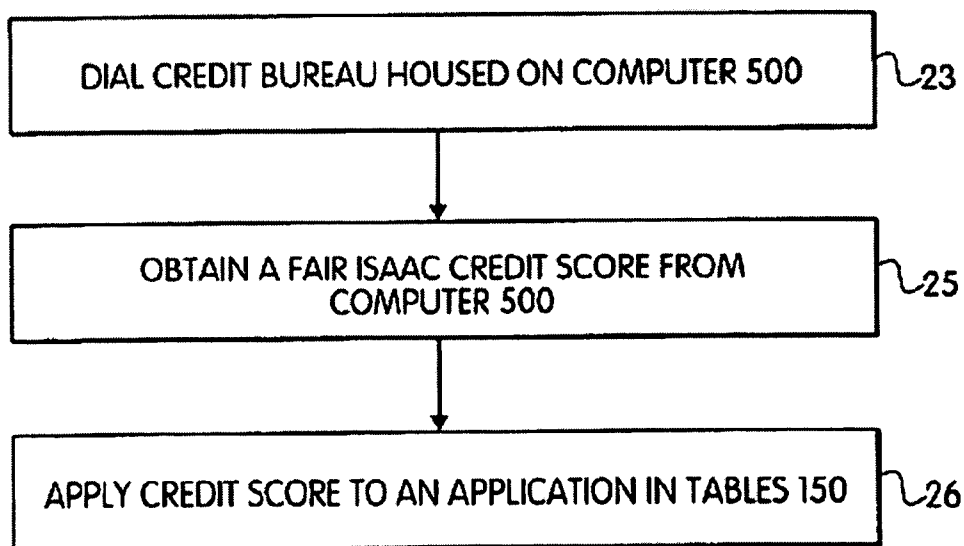 DIAL CREDIT BUREAU HOUSED ON COMPUTER 500
23
OBTAIN A FAIR ISAAC CREDIT SCORE FROM
COMPUTER 500
25
APPLY CREDIT SCORE TO AN APPLICATION IN TABLES 150
26